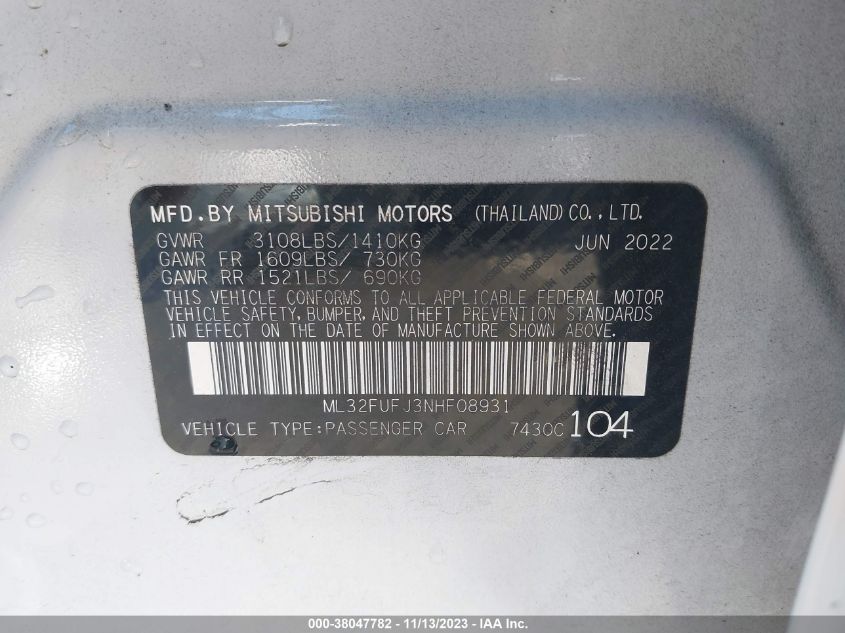 MFD.BY MITSUBISHI MOTORS (THAILAND)CO.,LTD.
GVWR 3108LBS/1410KG JUN 2022
GAWR FR 1609LBS/ 730KG
GAWR RR 1521LBS/ 690KG
THIS VEHICLE CONFORMS TO ALL APPLICABLE FEDERAL MOTOR
VEHICLE SAFETY, BUMPER, AND THEFT PREVENTION STANDARDS
IN EFFECT ON THE DATE OF MANUFACTURE SHOWN ABOVE.
ML32FUFJ3NHF08931
VEHICLE TYPE:PASSENGER CAR 7430C 104
000-38047782 - 11/13/2023 - IAA Inc.